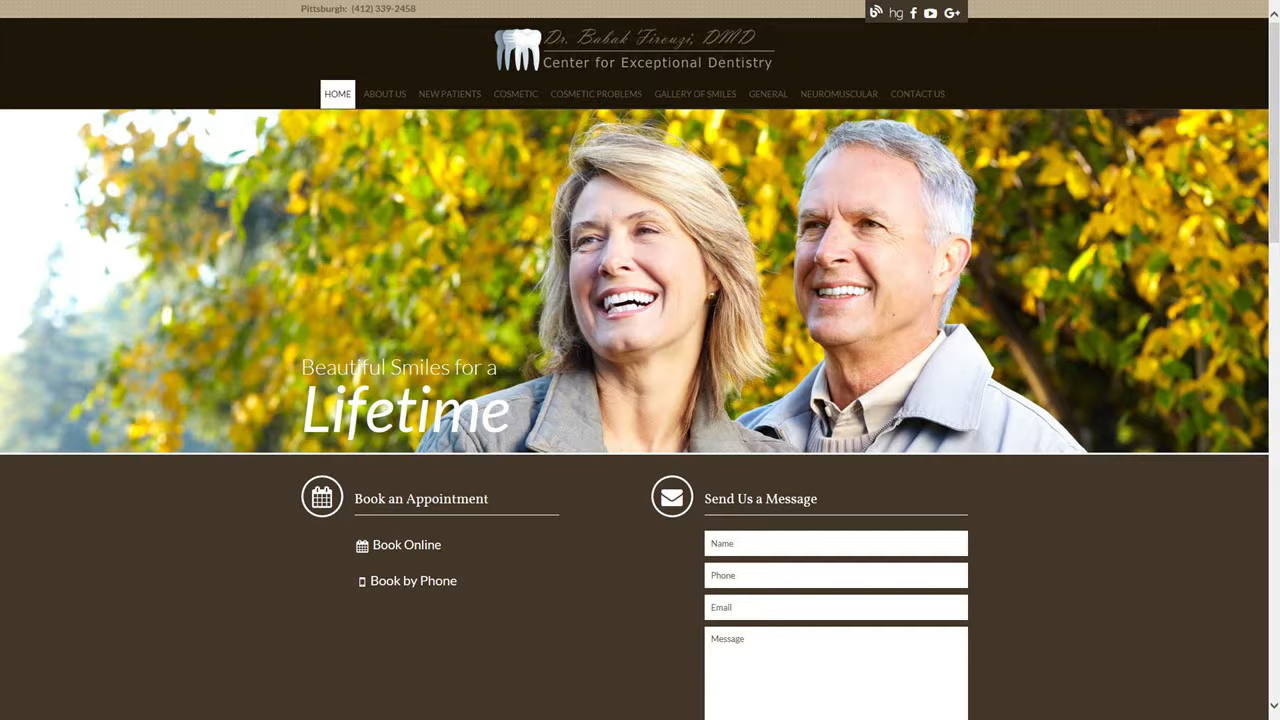 Pittsburgh: (412) 339-2458
hg
Dr. Babak Firouzi, DMD
Center for Exceptional Dentistry
HOME ABOUT US NEW PATIENTS COSMETIC COSMETIC PROBLEMS GALLERY OF SMILES GENERAL NEUROMUSCULAR CONTACT US
Beautiful Smiles for a
Lifetime
Book an Appointment
Book Online
Book by Phone
Send Us a Message
Name
Phone
Email
Message